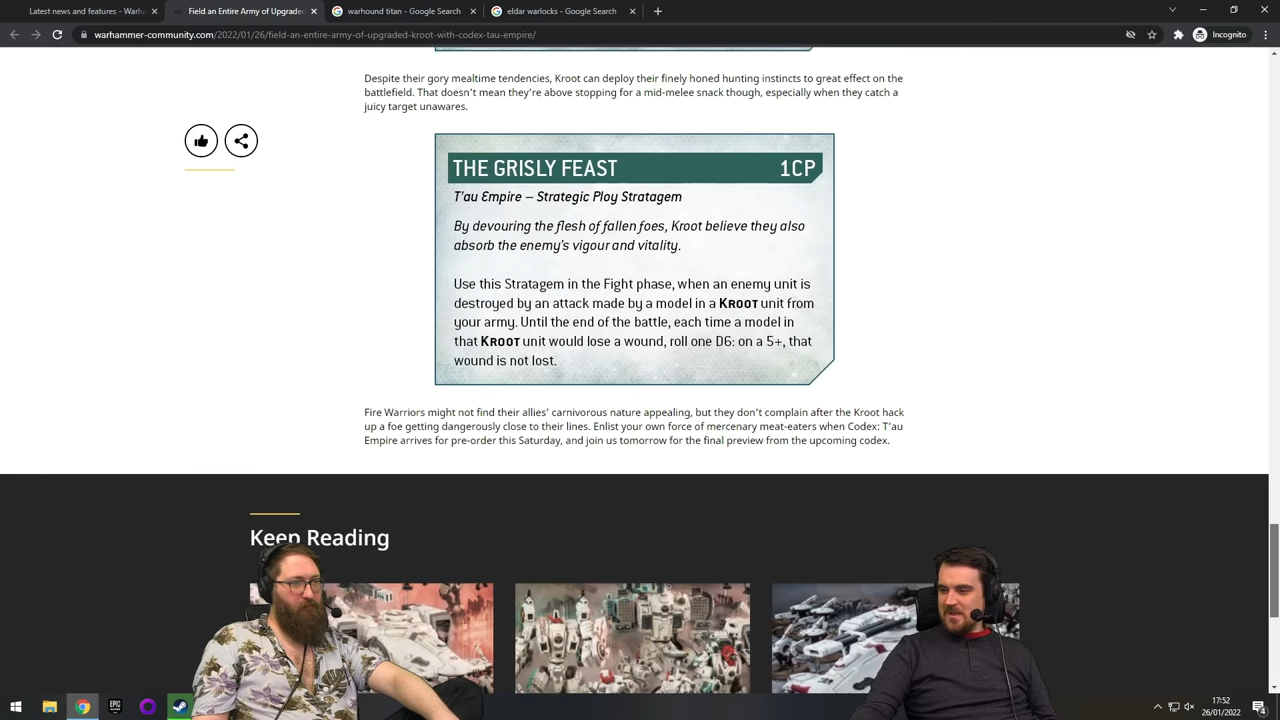 Latest news and features - Warh
Field an Entire Army of Upgraded
warhound titan - Google Search
eldar warlocks - Google Search
warhammer-community.com/2022/01/26/field-an-entire-army-of-upgraded-kroot-with-codex-tau-empire/
Incognito
Despite their gory mealtime tendencies, Kroot can deploy their finely honed hunting instincts to great effect on the
battlefield. That doesn't mean they're above stopping for a mid-melee snack though, especially when they catch a
juicy target unawares.
THE GRISLY FEAST 1CP
T'au Empire – Strategic Ploy Stratagem
By devouring the flesh of fallen foes, Kroot believe they also
absorb the enemy's vigour and vitality.
Use this Stratagem in the Fight phase, when an enemy unit is
destroyed by an attack made by a model in a KROOT unit from
your army. Until the end of the battle, each time a model in
that KROOT unit would lose a wound, roll one D6: on a 5+, that
wound is not lost.
Fire Warriors might not find their allies' carnivorous nature appealing, but they don't complain after the Kroot hack
up a foe getting dangerously close to their lines. Enlist your own force of mercenary meat-eaters when Codex: T'au
Empire arrives for pre-order this Saturday, and join us tomorrow for the final preview from the upcoming codex.
Keep Reading
EPIC
17:52
26/01/2022
4